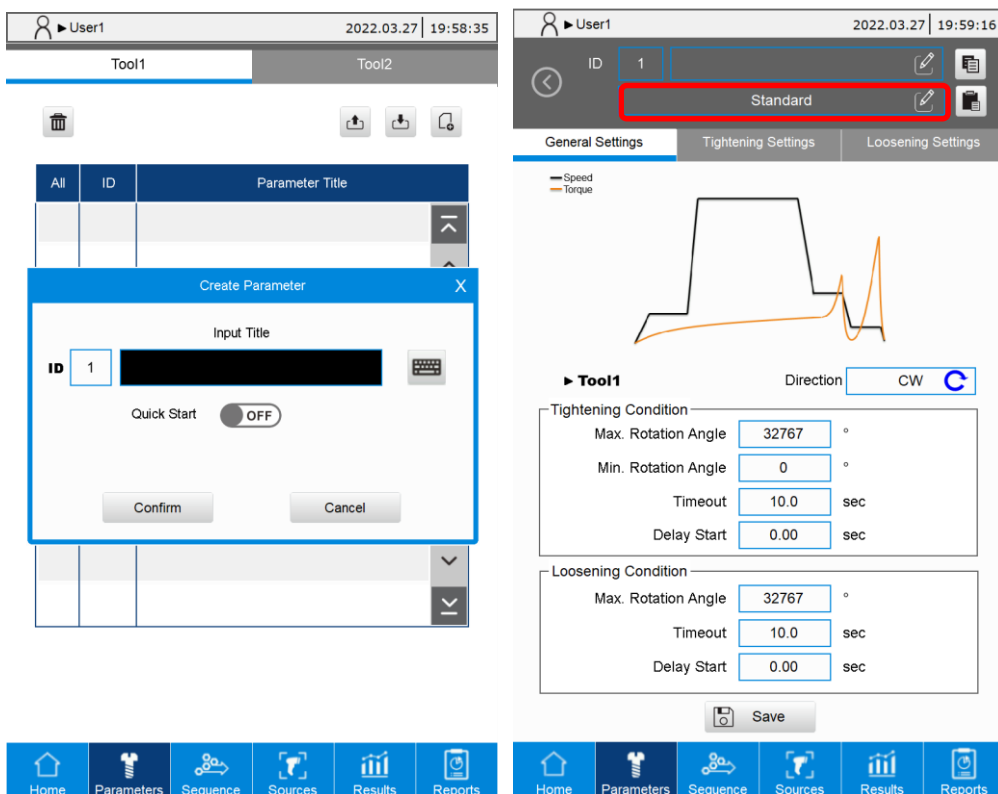 ►User1 2022.03.27 19:58:35
Tool1 Tool2
All ID Parameter Title
Create Parameter X
Input Title
ID 1
Quick Start OFF
Confirm Cancel
Home Parameters Sequence Sources Results Reports
►User1 2022.03.27 19:59:16
ID 1
Standard
General Settings Tightening Settings Loosening Settings
Speed
Torque
►Tool1 Direction CW
Tightening Condition
Max. Rotation Angle 32767 °
Min. Rotation Angle 0 °
Timeout 10.0 sec
Delay Start 0.00 sec
Loosening Condition
Max. Rotation Angle 32767 °
Timeout 10.0 sec
Delay Start 0.00 sec
Save
Home Parameters Sequence Sources Results Reports